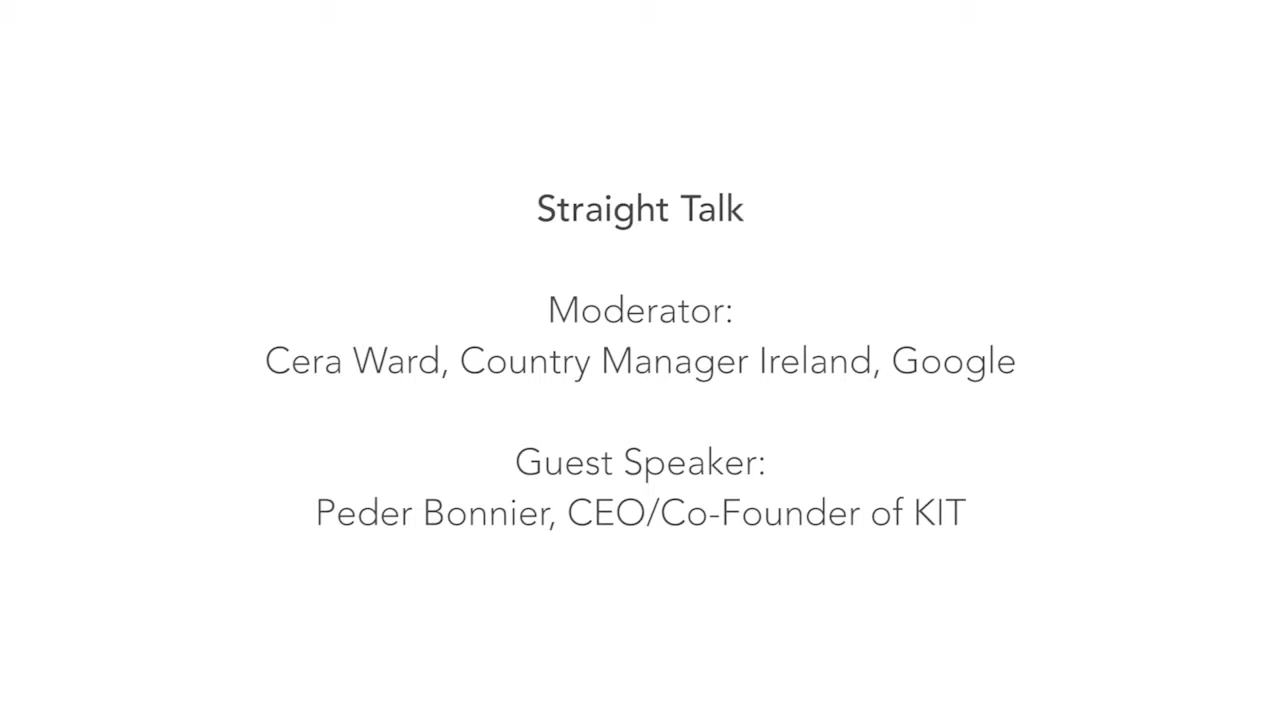 Straight Talk
Moderator:
Cera Ward, Country Manager Ireland, Google
Guest Speaker:
Peder Bonnier, CEO/Co-Founder of KIT